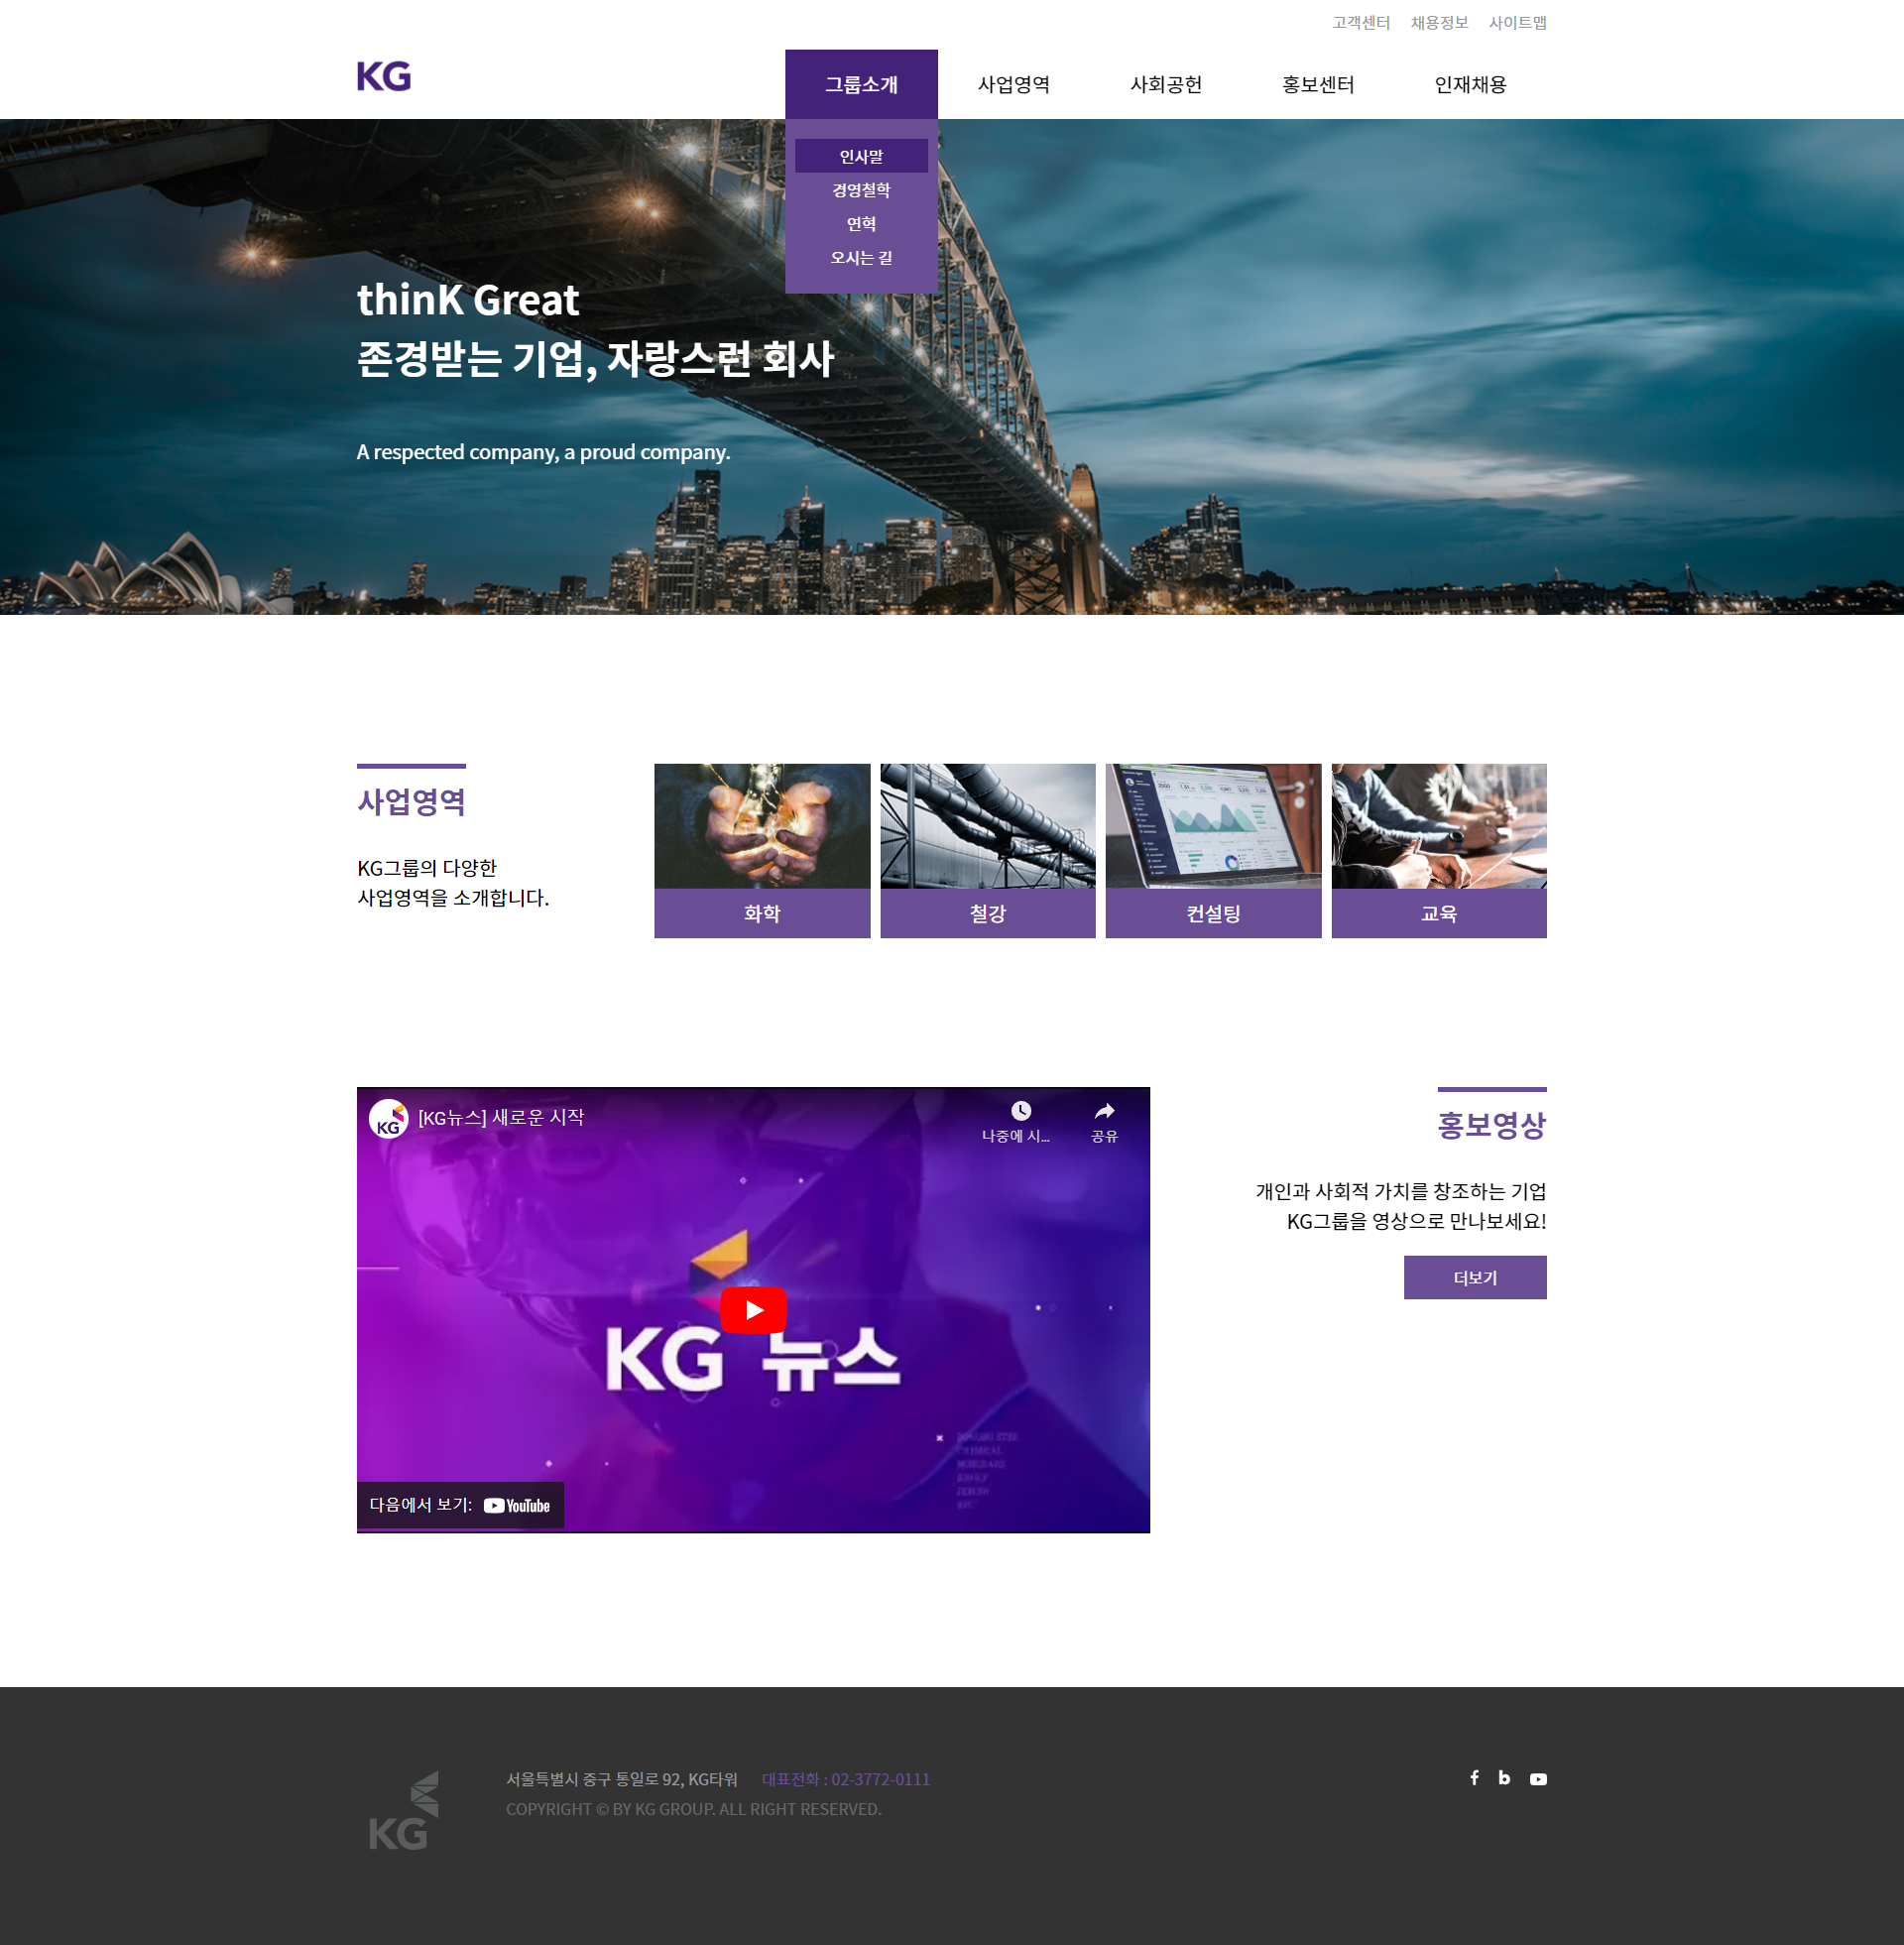 고객센터 채용정보 사이트맵
KG
그룹소개 사업영역 사회공헌 홍보센터 인재채용
인사말
경영철학
연혁
오시는 길
thinK Great
존경받는 기업, 자랑스런 회사
A respected company, a proud company.
사업영역
KG그룹의 다양한
사업영역을 소개합니다.
화학 철강 컨설팅 교육
KG
[KG뉴스] 새로운 시작
나중에 시...
공유
KG 뉴스
다음에서 보기: YouTube
홍보영상
개인과 사회적 가치를 창조하는 기업
KG그룹을 영상으로 만나보세요!
더보기
KG
서울특별시 중구 통일로 92, KG타워 대표전화 : 02-3772-0111
COPYRIGHT © BY KG GROUP. ALL RIGHT RESERVED.